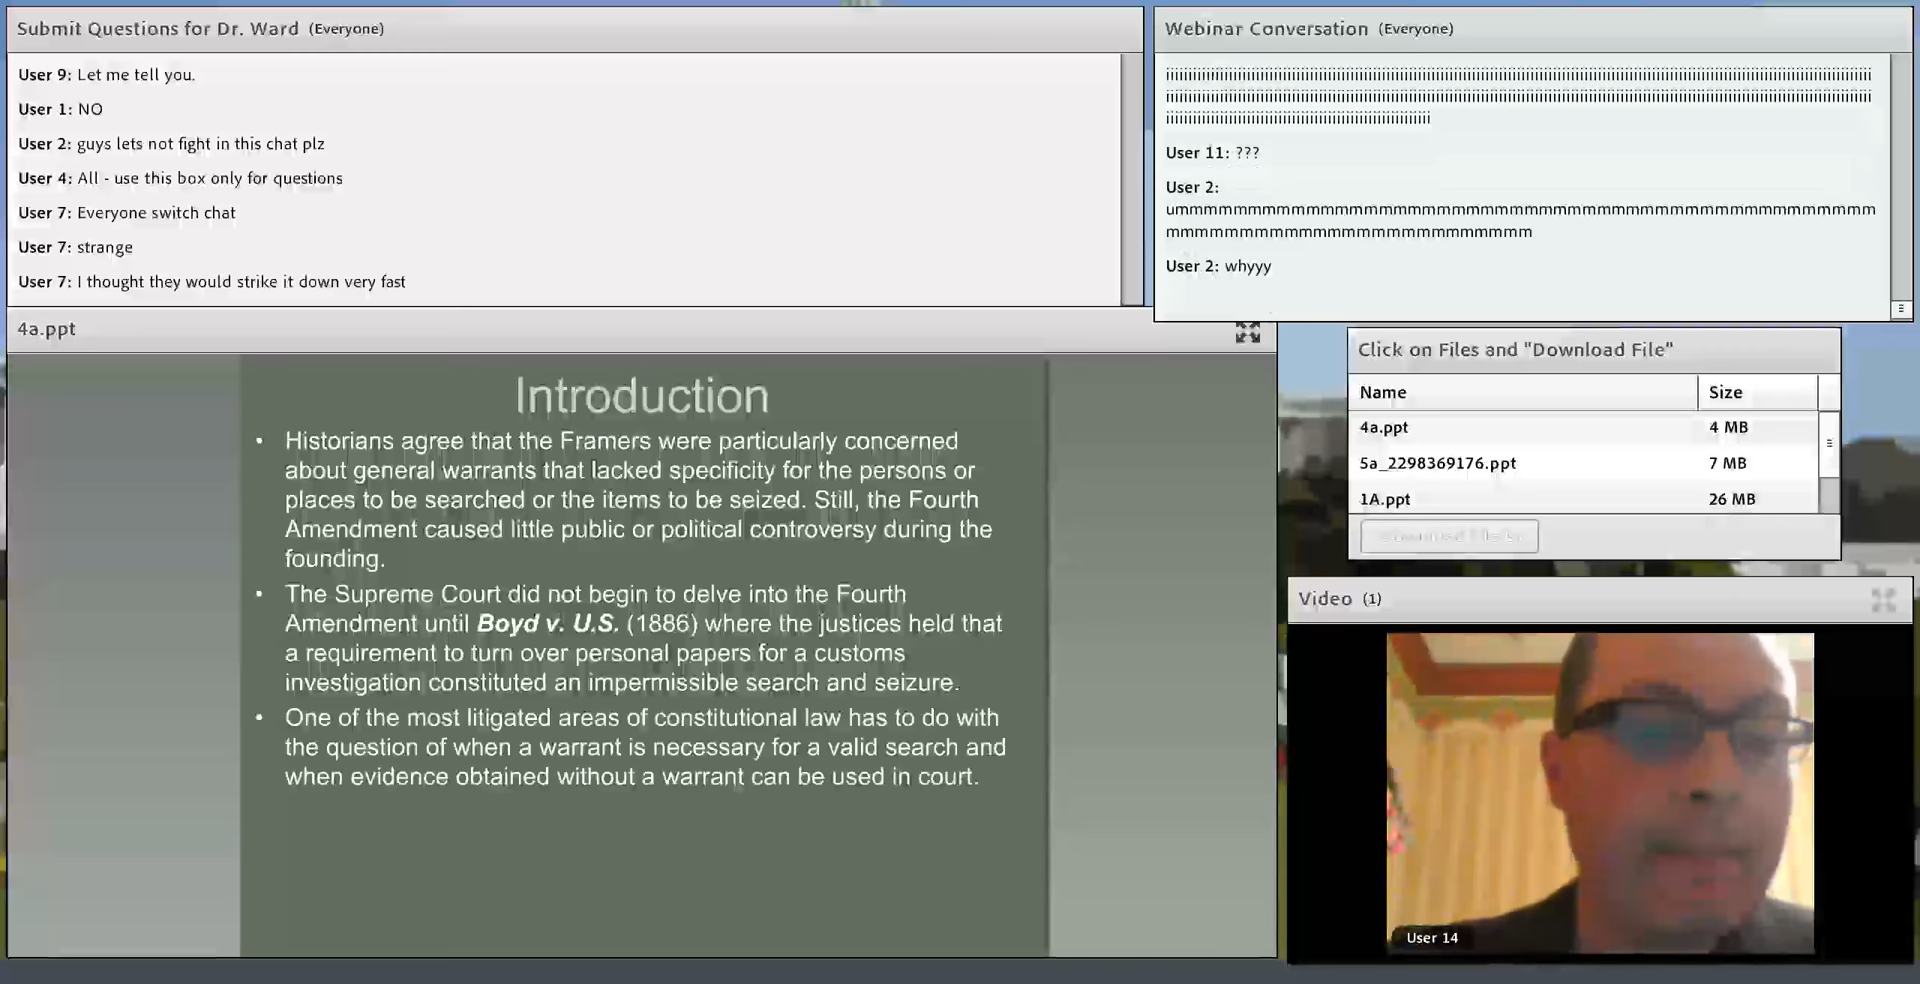 Submit Questions for Dr. Ward (Everyone)
User 9: Let me tell you.
User 1: NO
User 2: guys lets not fight in this chat plz
User 4: All - use this box only for questions
User 7: Everyone switch chat
User 7: strange
User 7: I thought they would strike it down very fast
Webinar Conversation (Everyone)
User 11: ???
User 2:
User 2: whyyy
4a.ppt
Introduction
• Historians agree that the Framers were particularly concerned
about general warrants that lacked specificity for the persons or
places to be searched or the items to be seized. Still, the Fourth
Amendment caused little public or political controversy during the
founding.
• The Supreme Court did not begin to delve into the Fourth
Amendment until Boyd v. U.S. (1886) where the justices held that
a requirement to turn over personal papers for a customs
investigation constituted an impermissible search and seizure.
• One of the most litigated areas of constitutional law has to do with
the question of when a warrant is necessary for a valid search and
when evidence obtained without a warrant can be used in court.
Click on Files and "Download File"
Name Size
4a.ppt 4 MB
5a_2298369176.ppt 7 MB
1A.ppt 26 MB
Video (1)
User 14